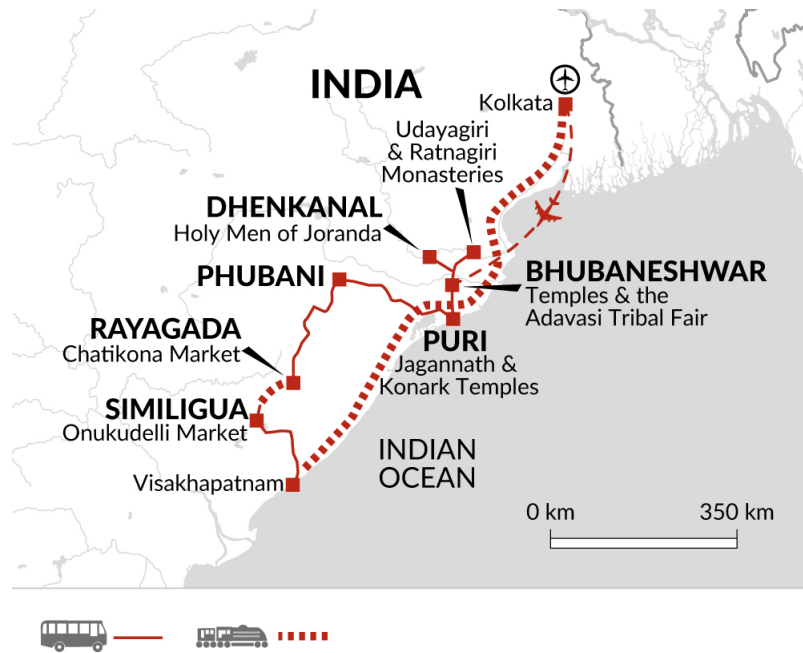 INDIA
Kolkata
Udayagiri
& Ratnagiri
Monasteries
DHENKANAL
Holy Men of Joranda
PHUBANI
BHUBANESHWAR
Temples & the
Adavasi Tribal Fair
RAYAGADA
Chatikona Market
PURI
Jagannath &
Konark Temples
SIMILIGUA
Onukudelli Market
INDIAN
OCEAN
Visakhapatnam
0 km
350 km